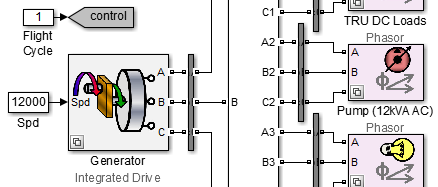 1
control
Flight
Cycle
12000
Spd
Spd
A
B
C
Generator
Integrated Drive
B
C1
A2
B2
C2
A3
B3
TRU DC Loads
Phasor
A
B
C
Pump (12kVA AC)
Phasor
A
B